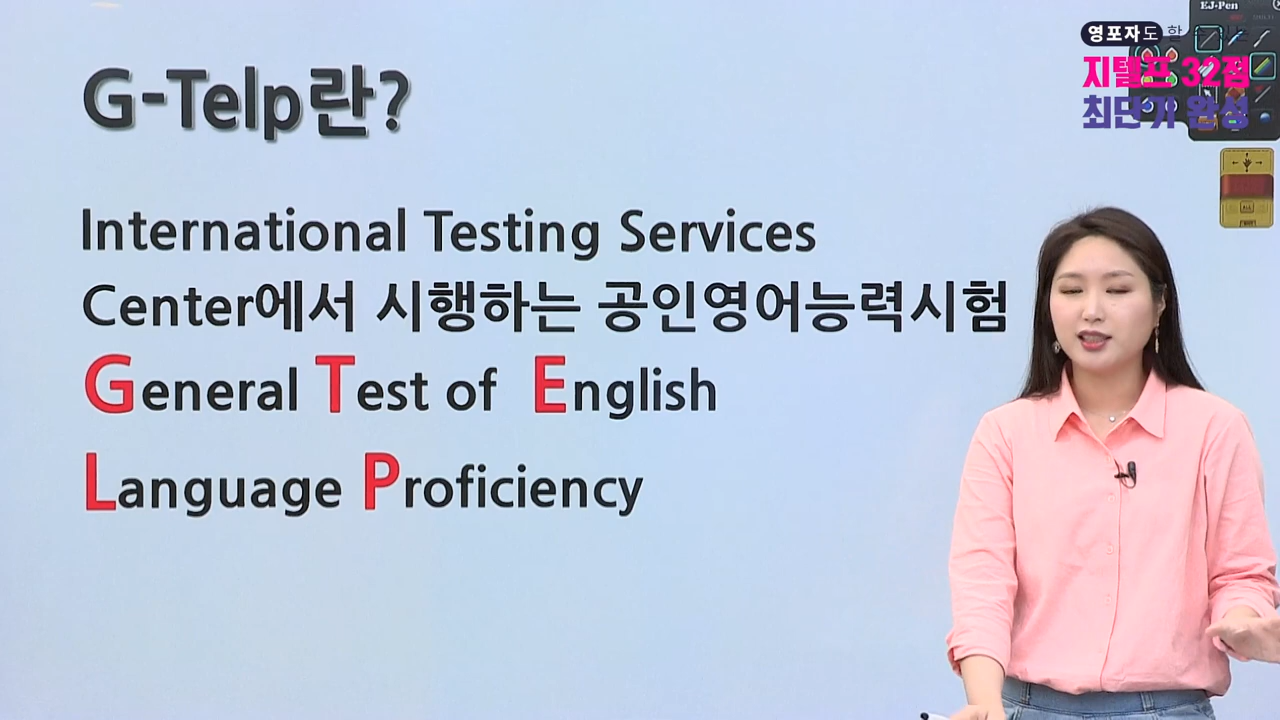 G-Telp란?
International Testing Services
Center에서 시행하는 공인영어능력시험
General Test of English
Language Proficiency
EJ-Pen
영포자도 할
지텔프 32점
최단기 완성